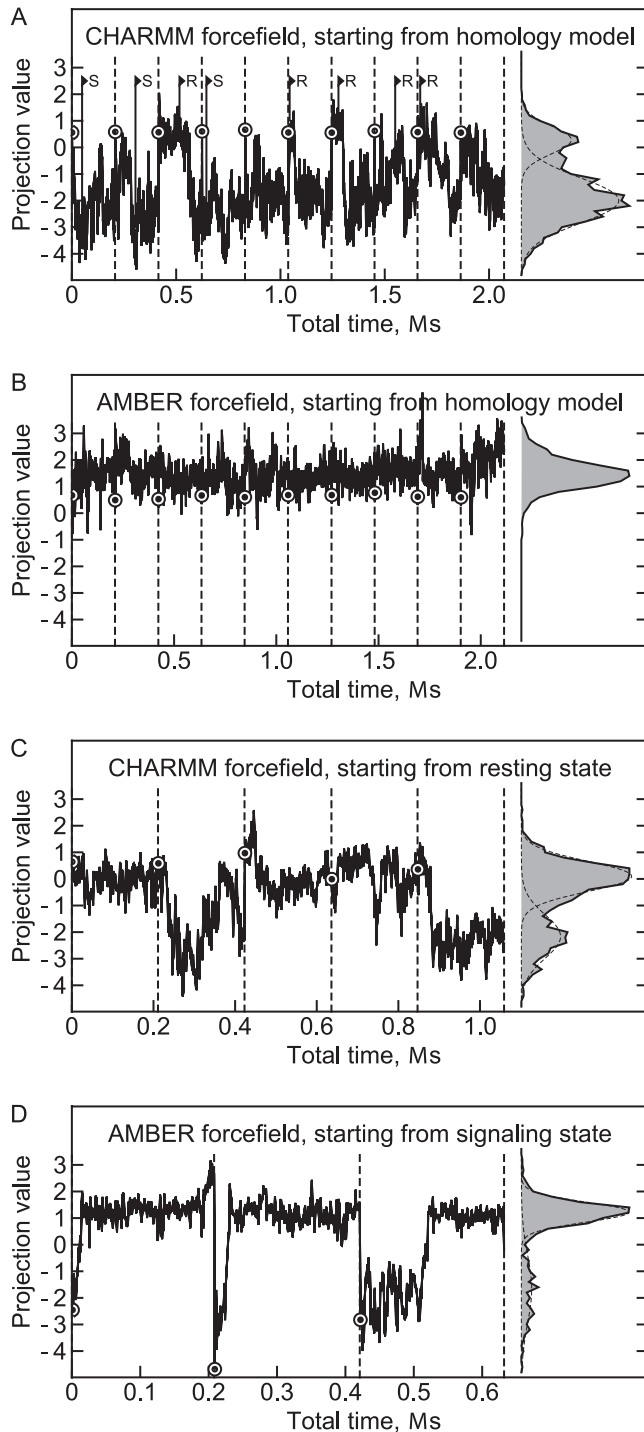 A
CHARMM forcefield, starting from homology model
S S R S R R R R
Projection value
3
2
1
0
-1
-2
-3
-4
0 0.5 1.0 1.5 2.0
Total time, Ms
B
AMBER forcefield, starting from homology model
Projection value
3
2
1
0
-1
-2
-3
-4
0 0.5 1.0 1.5 2.0
Total time, Ms
C
CHARMM forcefield, starting from resting state
Projection value
3
2
1
0
-1
-2
-3
-4
0 0.2 0.4 0.6 0.8 1.0
Total time, Ms
D
AMBER forcefield, starting from signaling state
Projection value
3
2
1
0
-1
-2
-3
-4
0 0.1 0.2 0.3 0.4 0.5 0.6
Total time, Ms